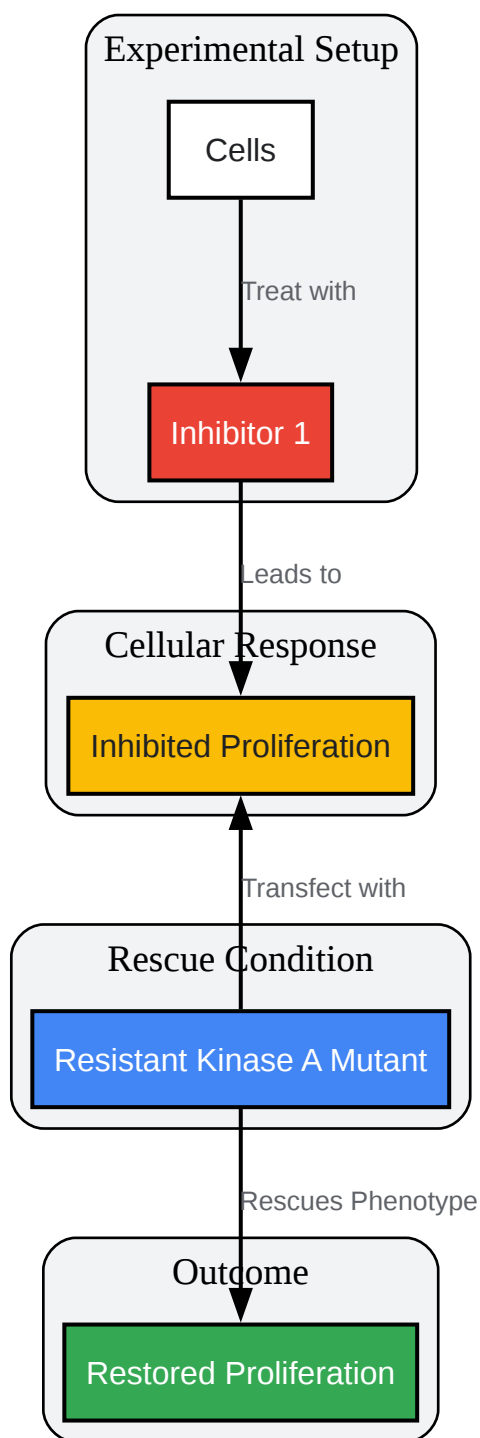 Experimental Setup
Cells
Treat with
Inhibitor 1
Leads to
Cellular Response
Inhibited Proliferation
Transfect with
Rescue Condition
Resistant Kinase A Mutant
Rescues Phenotype
Outcome
Restored Proliferation